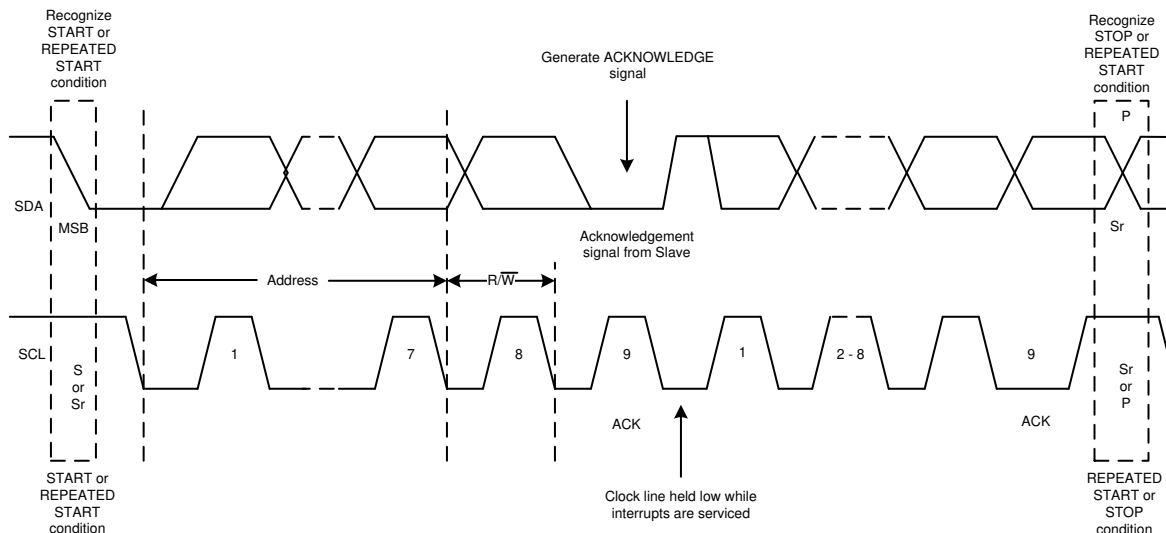 Recognize
START or
REPEATED
START
condition
Recognize
STOP or
REPEATED
START
condition
Generate ACKNOWLEDGE
signal
P
SDA
MSB
Acknowledgement
signal from Slave
Sr
Address
R/W̅
SCL
S
or
Sr
1
7
8
9
1
2 - 8
9
Sr
or
P
ACK
ACK
START or
REPEATED
START
condition
Clock line held low while
interrupts are serviced
REPEATED
START or
STOP
condition